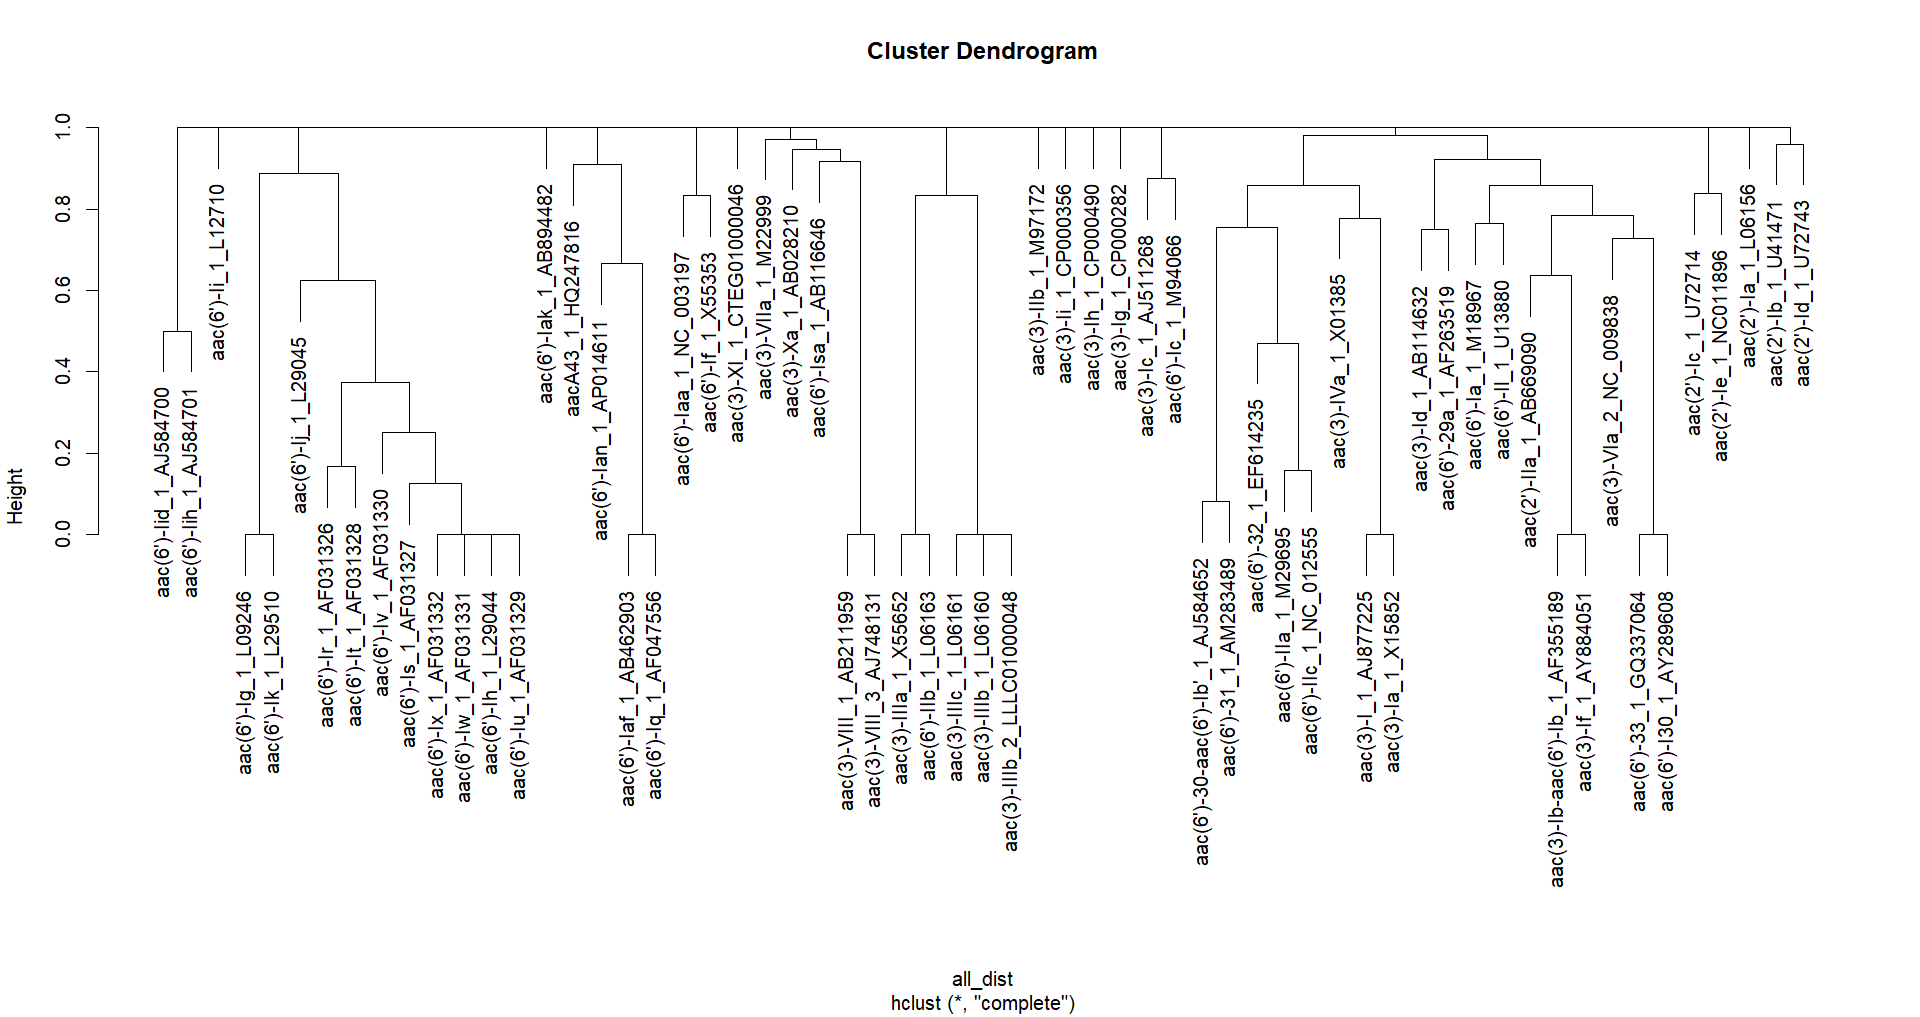 Cluster Dendrogram
Height
1.0
0.8
0.6
0.4
0.2
0.0
aac(6')-Iid_1_AJ584700
aac(6')-Iih_1_AJ584701
aac(6')-Ii_1_L12710
aac(6')-Ig_1_L09246
aac(6')-Ik_1_L29510
aac(6')-Ij_1_L29045
aac(6')-Ir_1_AF031326
aac(6')-It_1_AF031328
aac(6')-Iv_1_AF031330
aac(6')-Is_1_AF031327
aac(6')-Ix_1_AF031332
aac(6')-Iw_1_AF031331
aac(6')-Ih_1_L29044
aac(6')-Iu_1_AF031329
aac(6')-Iak_1_AB894482
aacA43_1_HQ247816
aac(6')-Ian_1_AP014611
aac(6')-Iaf_1_AB462903
aac(6')-Iq_1_AF047556
aac(6')-Iaa_1_NC_003197
aac(6')-If_1_X55353
aac(3)-XI_1_CTEG01000046
aac(3)-VIIa_1_M22999
aac(3)-Xa_1_AB028210
aac(6')-Isa_1_AB116646
aac(3)-VIII_1_AB211959
aac(3)-VIII_3_AJ748131
aac(3)-IIIa_1_X55652
aac(6')-IIb_1_L06163
aac(3)-IIIc_1_L06161
aac(3)-IIIb_1_L06160
aac(3)-IIIb_2_LLLC01000048
aac(3)-IIb_1_M97172
aac(3)-Ii_1_CP000356
aac(3)-Ih_1_CP000490
aac(3)-Ig_1_CP000282
aac(3)-Ic_1_AJ511268
aac(6')-Ic_1_M94066
aac(6')-30-aac(6')-Ib'_1_AJ584652
aac(6')-31_1_AM283489
aac(6')-32_1_EF614235
aac(6')-IIa_1_M29695
aac(6')-IIc_1_NC_012555
aac(3)-IVa_1_X01385
aac(3)-I_1_AJ877225
aac(3)-Ia_1_X15852
aac(3)-Id_1_AB114632
aac(6')-29a_1_AF263519
aac(6')-Ia_1_M18967
aac(6')-Il_1_U13880
aac(2')-IIa_1_AB669090
aac(3)-Ib-aac(6')-Ib_1_AF355189
aac(3)-If_1_AY884051
aac(3)-VIa_2_NC_009838
aac(6')-33_1_GQ337064
aac(6')-I30_1_AY289608
aac(2')-Ic_1_U72714
aac(2')-Ie_1_NC011896
aac(2')-Ia_1_L06156
aac(2')-Ib_1_U41471
aac(2')-Id_1_U72743
all_dist
hclust (*, "complete")